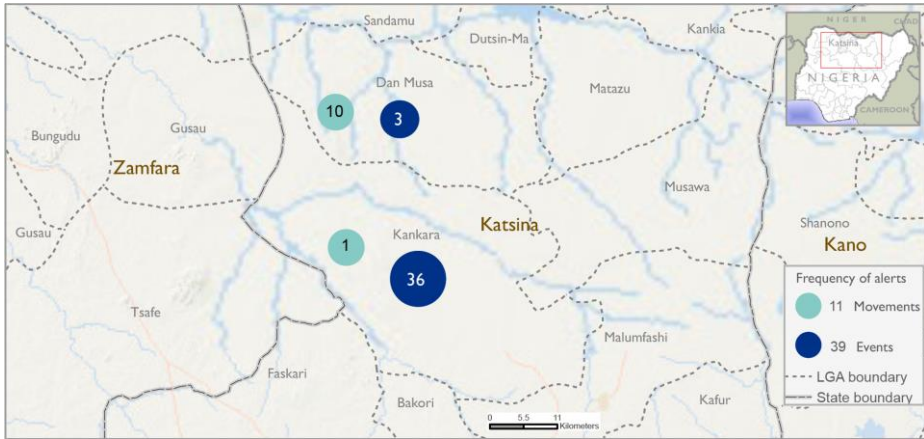 Sandamu
Kankia
Dutsin-Ma
NIGER
CHAD
Katsina
NIGERIA
CAMEROON
Dan Musa
Matazu
10
3
Bungudu
Gusau
Zamfara
Musawa
Katsina
Shanono
Gusau
1
Kankara
Kano
36
Frequency of alerts
11 Movements
39 Events
LGA boundary
State boundary
Tsafe
Malumfashi
Faskari
Bakori
Kafur
0 5.5 11
Kilometers